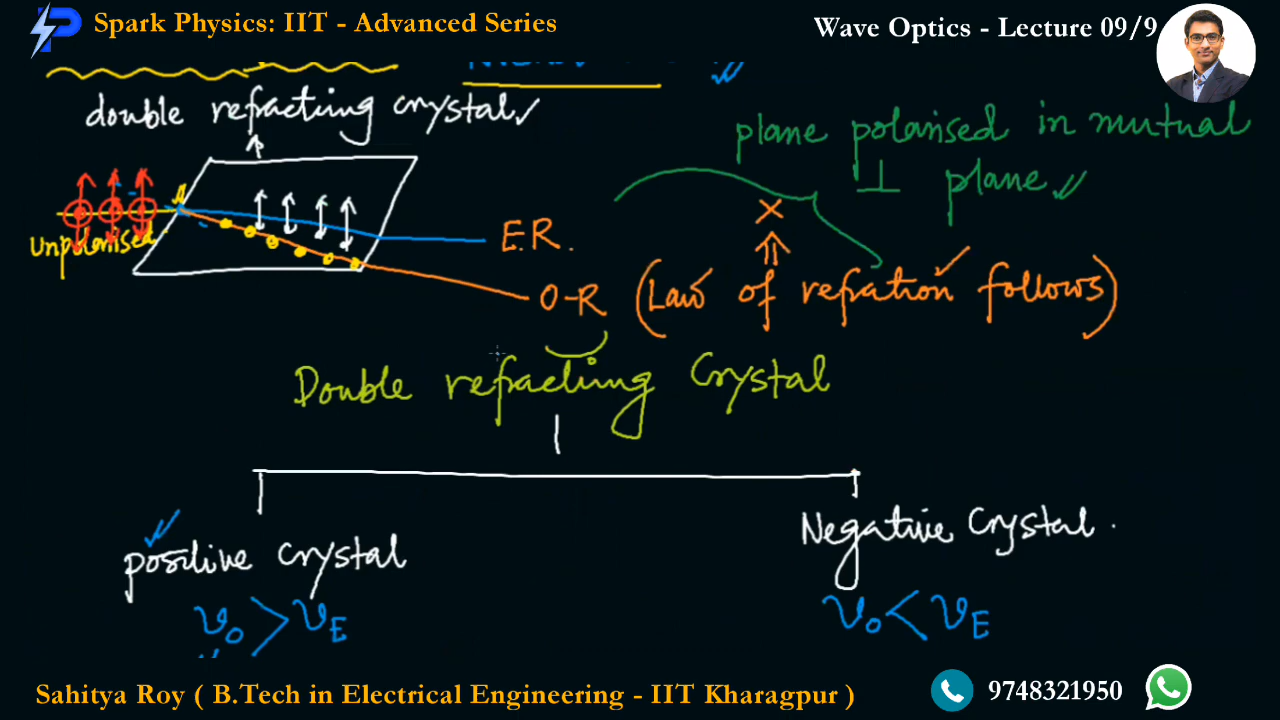 Spark Physics: IIT - Advanced Series
Wave Optics - Lecture 09/9
double refracting crystal
plane polarised in mutual
⊥ plane
Unpolarised
E.R.
×
O-R (Law of refration follows)
Double refracting Crystal
positive crystal
Negative Crystal.
v₀ > v_E
v₀ < v_E
Sahitya Roy ( B.Tech in Electrical Engineering - IIT Kharagpur )
9748321950